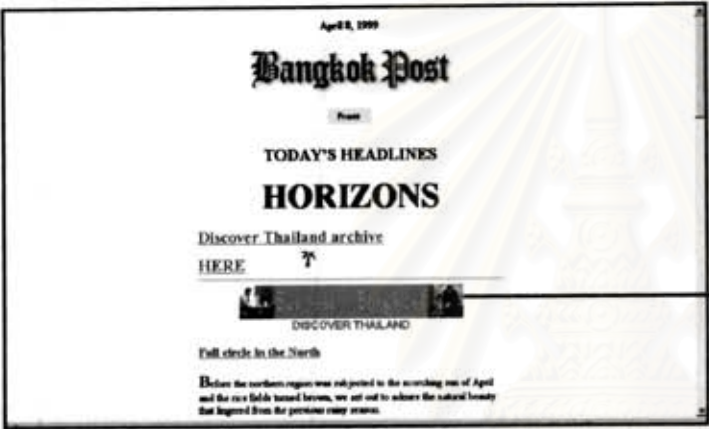 April 8, 1999
Bangkok Post
Front
TODAY'S HEADLINES
HORIZONS
Discover Thailand archive
HERE
DISCOVER THAILAND
Full circle in the North
Before the northern region was subjected to the scorching sun of April
and the rice fields turned brown, we set out to admire the natural beauty
that lingered from the previous rainy season.